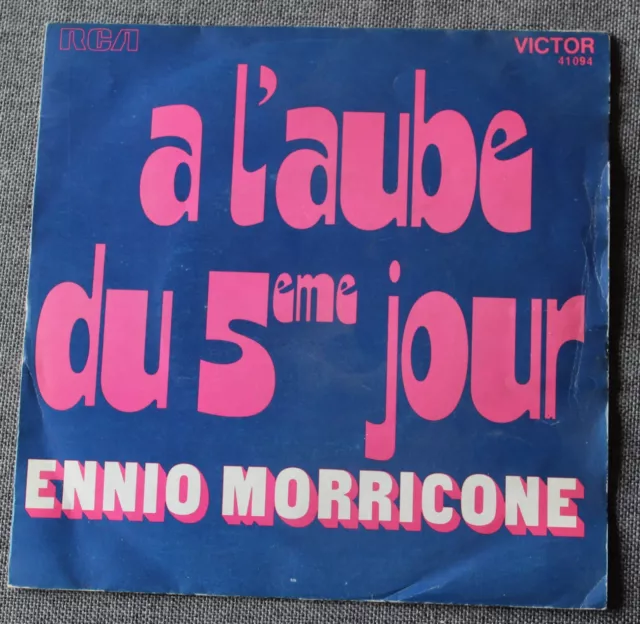 RCA
VICTOR
41094
a l'aube
du 5eme jour
ENNIO MORRICONE